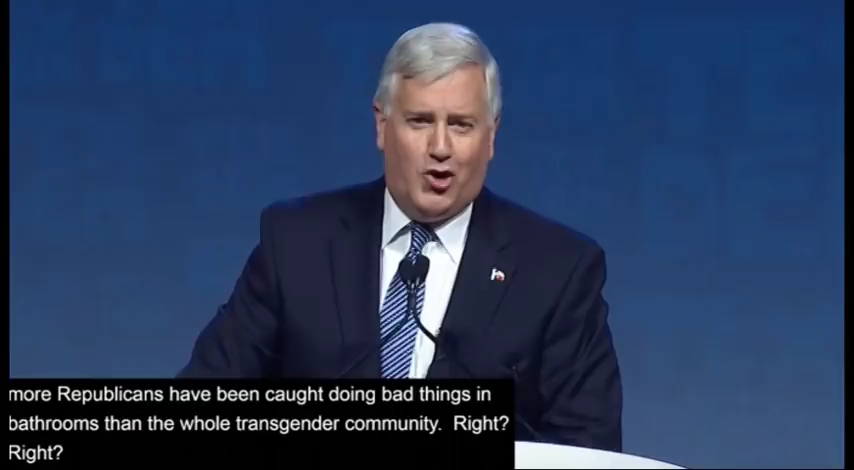 more Republicans have been caught doing bad things in
bathrooms than the whole transgender community.  Right?
Right?